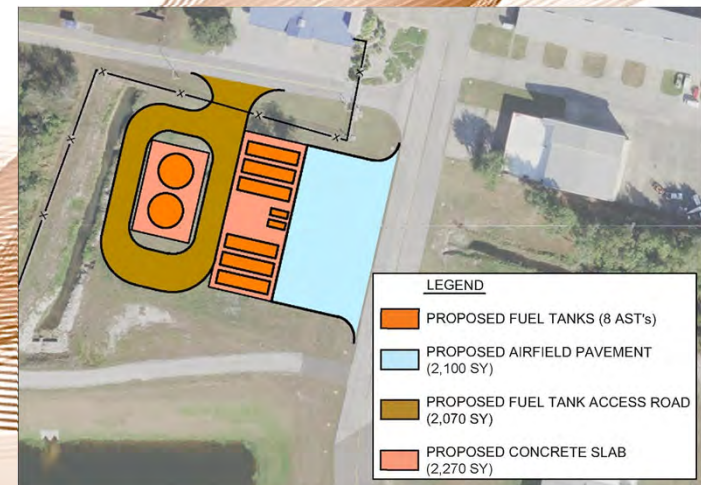 LEGEND
PROPOSED FUEL TANKS (8 AST's)
PROPOSED AIRFIELD PAVEMENT
(2,100 SY)
PROPOSED FUEL TANK ACCESS ROAD
(2,070 SY)
PROPOSED CONCRETE SLAB
(2,270 SY)